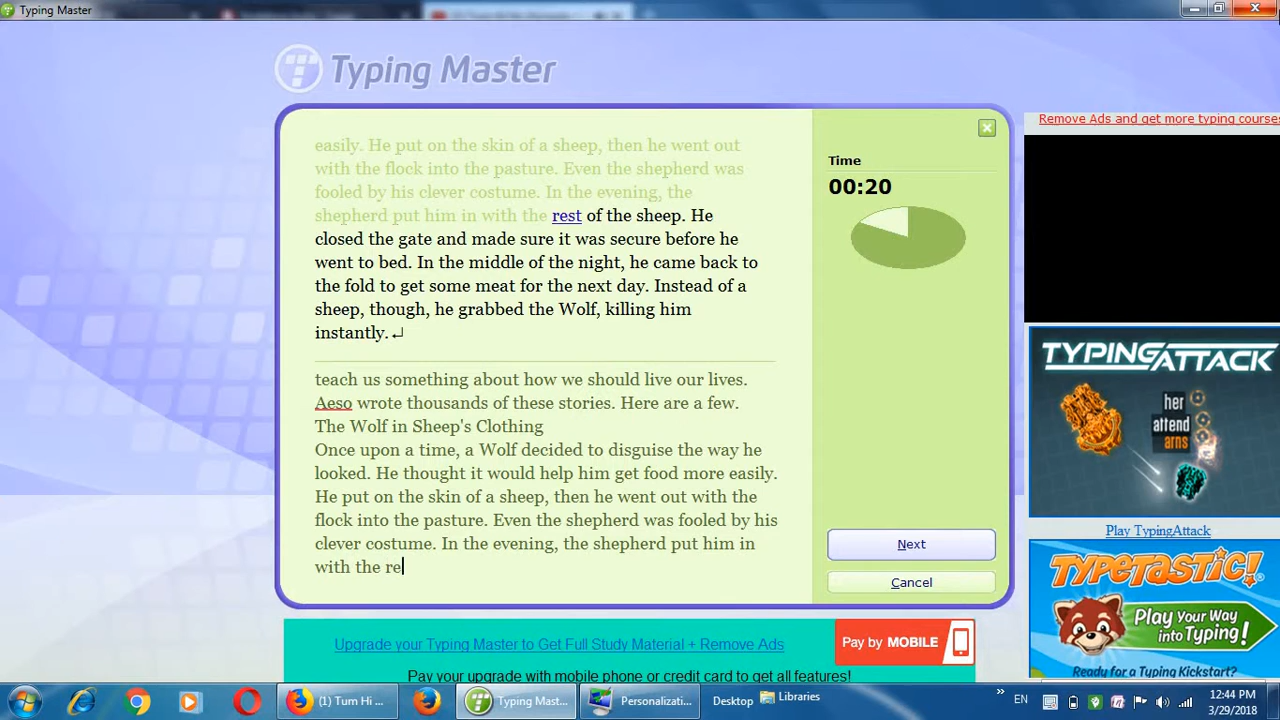 Typing Master
Typing Master
easily. He put on the skin of a sheep, then he went out
with the flock into the pasture. Even the shepherd was
fooled by his clever costume. In the evening, the
shepherd put him in with the rest of the sheep. He
closed the gate and made sure it was secure before he
went to bed. In the middle of the night, he came back to
the fold to get some meat for the next day. Instead of a
sheep, though, he grabbed the Wolf, killing him
instantly.↵
teach us something about how we should live our lives.
Aeso wrote thousands of these stories. Here are a few.
The Wolf in Sheep's Clothing
Once upon a time, a Wolf decided to disguise the way he
looked. He thought it would help him get food more easily.
He put on the skin of a sheep, then he went out with the
flock into the pasture. Even the shepherd was fooled by his
clever costume. In the evening, the shepherd put him in
with the re
Time
00:20
Next
Cancel
Remove Ads and get more typing courses
TYPINGATTACK
her
attend
arns
Play TypingAttack
TYPETASTIC!
Play Your Way
into Typing!
Ready for a Typing Kickstart?
Upgrade your Typing Master to Get Full Study Material + Remove Ads
Pay by MOBILE
Pay your upgrade with mobile phone or credit card to get all features!
(1) Tum Hi ...
Typing Mast...
Personalizati...
Desktop
Libraries
»
EN
12:44 PM
3/29/2018